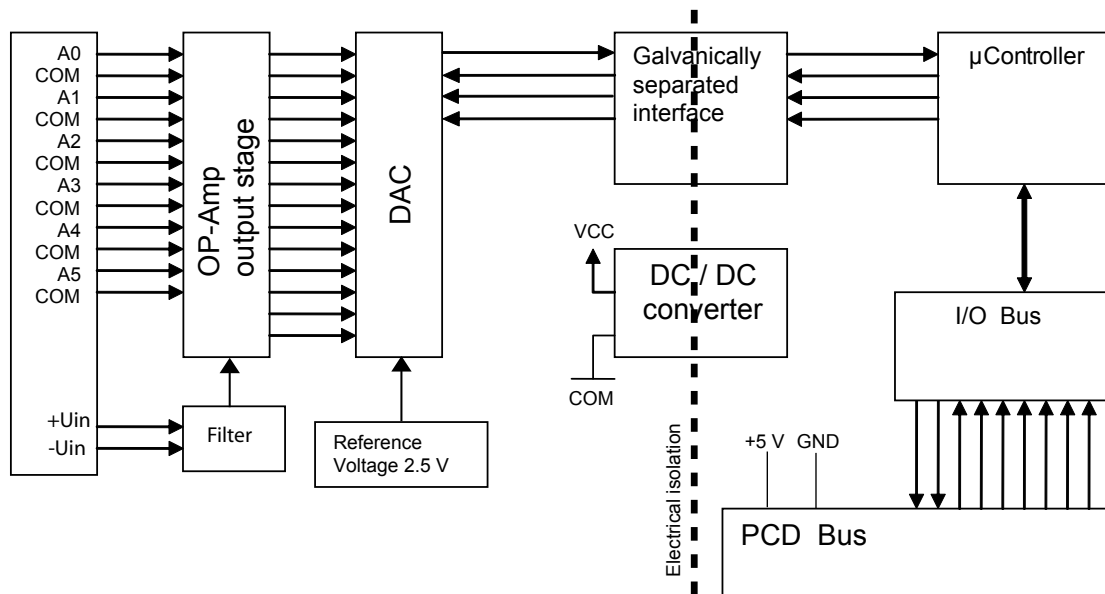 A0
COM
A1
COM
A2
COM
A3
COM
A4
COM
A5
COM
+Uin
-Uin
OP-Amp
output stage
Filter
DAC
Reference
Voltage 2.5 V
Galvanically
separated
interface
µController
VCC
DC / DC
converter
COM
I/O Bus
Electrical isolation
+5 V
GND
PCD Bus